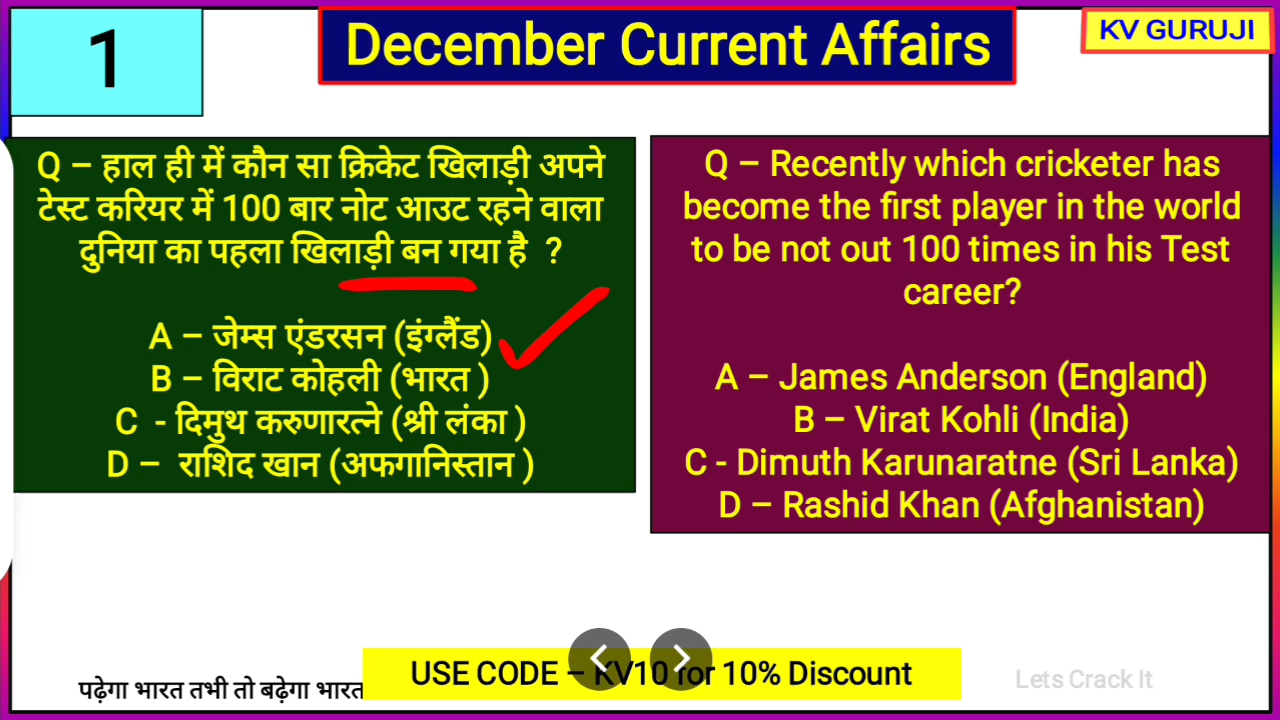 1
December Current Affairs
KV GURUJI
Q – हाल ही में कौन सा क्रिकेट खिलाड़ी अपने
टेस्ट करियर में 100 बार नोट आउट रहने वाला
दुनिया का पहला खिलाड़ी बन गया है ?
A – जेम्स एंडरसन (इंग्लैंड)
B – विराट कोहली (भारत )
C - दिमुथ करुणारत्ने (श्री लंका )
D – राशिद खान (अफगानिस्तान )
Q – Recently which cricketer has
become the first player in the world
to be not out 100 times in his Test
career?
A – James Anderson (England)
B – Virat Kohli (India)
C - Dimuth Karunaratne (Sri Lanka)
D – Rashid Khan (Afghanistan)
पढ़ेगा भारत तभी तो बढ़ेगा भारत
USE CODE – KV10 for 10% Discount
Lets Crack It